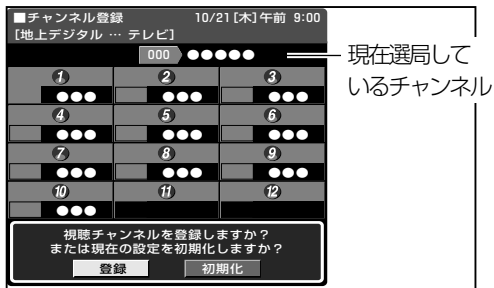 ■チャンネル登録 10/21[木]午前 9:00
[地上デジタル … テレビ]
000 ●●●●●
現在選局して
いるチャンネル
1 2 3
●●● ●●● ●●●
4 5 6
●●● ●●● ●●●
7 8 9
●●● ●●● ●●●
10 11 12
●●●
視聴チャンネルを登録しますか？
または現在の設定を初期化しますか？
登録 初期化